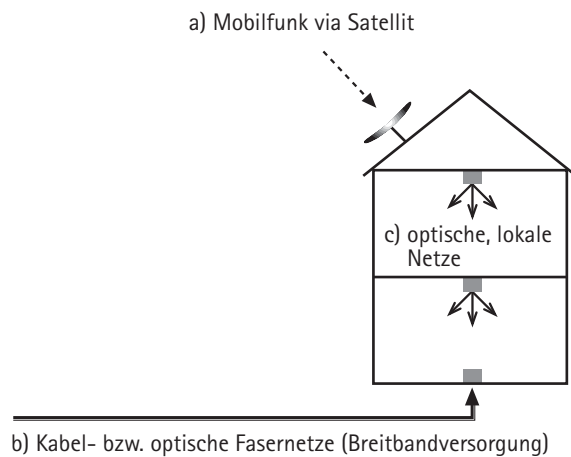 a) Mobilfunk via Satellit
c) optische, lokale
Netze
b) Kabel- bzw. optische Fasernetze (Breitbandversorgung)